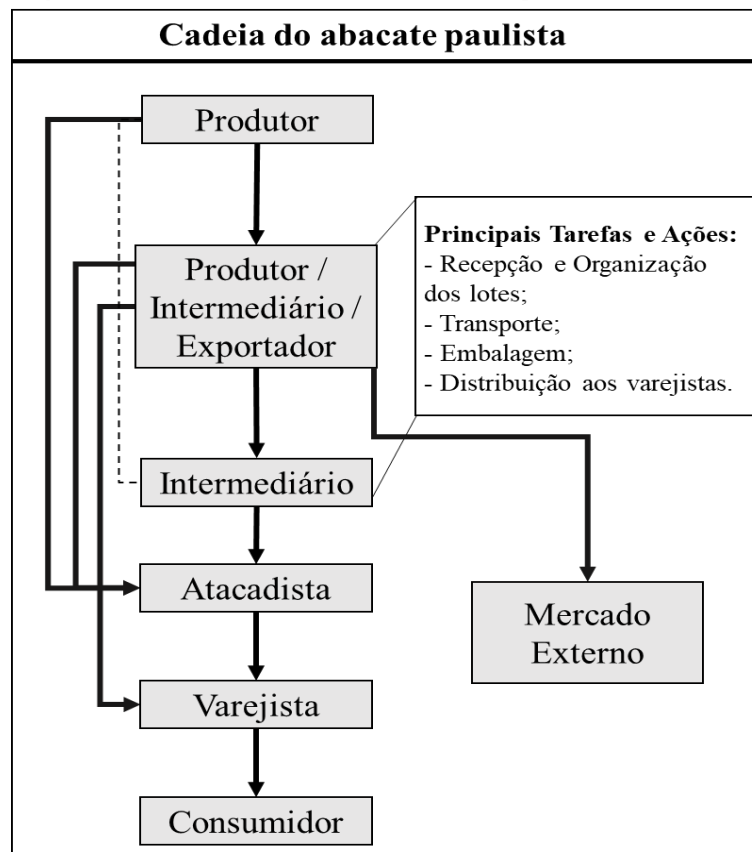 Cadeia do abacate paulista
Produtor
Produtor /
Intermediário /
Exportador
Principais Tarefas e Ações:
- Recepção e Organização
dos lotes;
- Transporte;
- Embalagem;
- Distribuição aos varejistas.
Intermediário
Atacadista
Mercado
Externo
Varejista
Consumidor